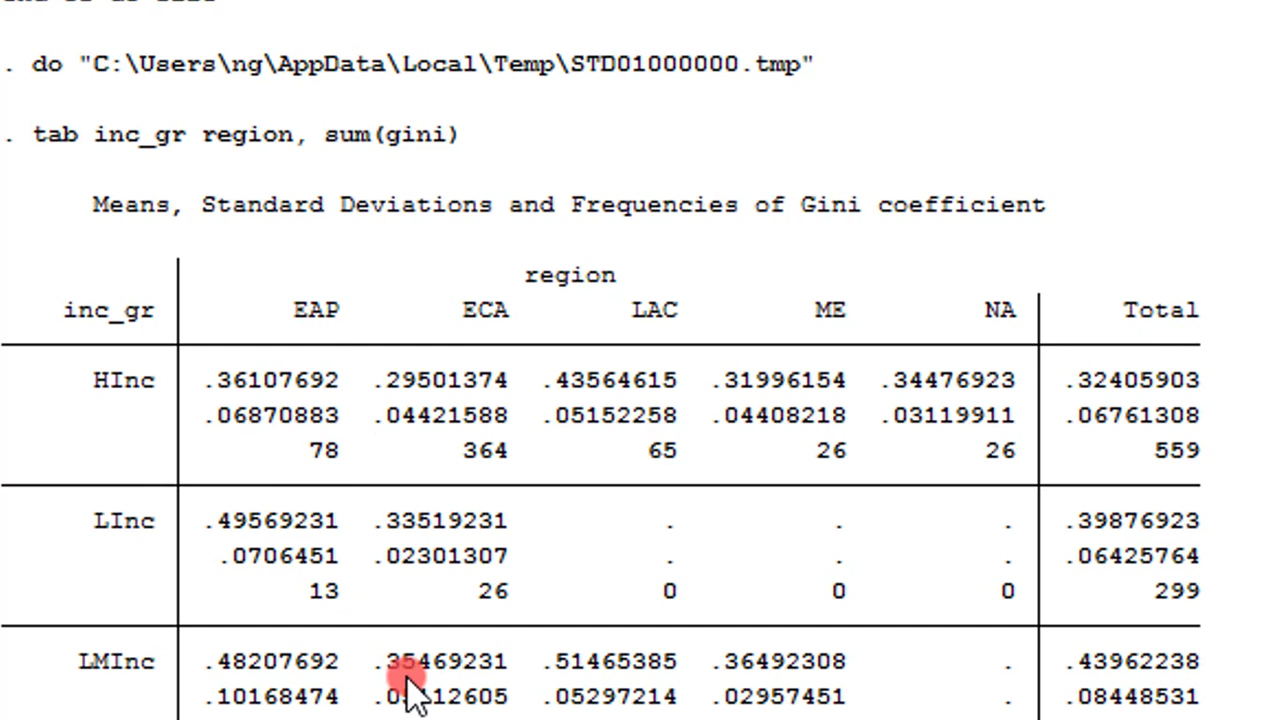 . do "C:\Users\ng\AppData\Local\Temp\STD01000000.tmp"
. tab inc_gr region, sum(gini)
Means, Standard Deviations and Frequencies of Gini coefficient
region
inc_gr EAP ECA LAC ME NA Total
HInc .36107692 .29501374 .43564615 .31996154 .34476923 .32405903
.06870883 .04421588 .05152258 .04408218 .03119911 .06761308
78 364 65 26 26 559
LInc .49569231 .33519231 . . . .39876923
.0706451 .02301307 . . . .06425764
13 26 0 0 0 299
LMInc .48207692 .35469231 .51465385 .36492308 . .43962238
.10168474 .05297214 .02957451 . .08448531